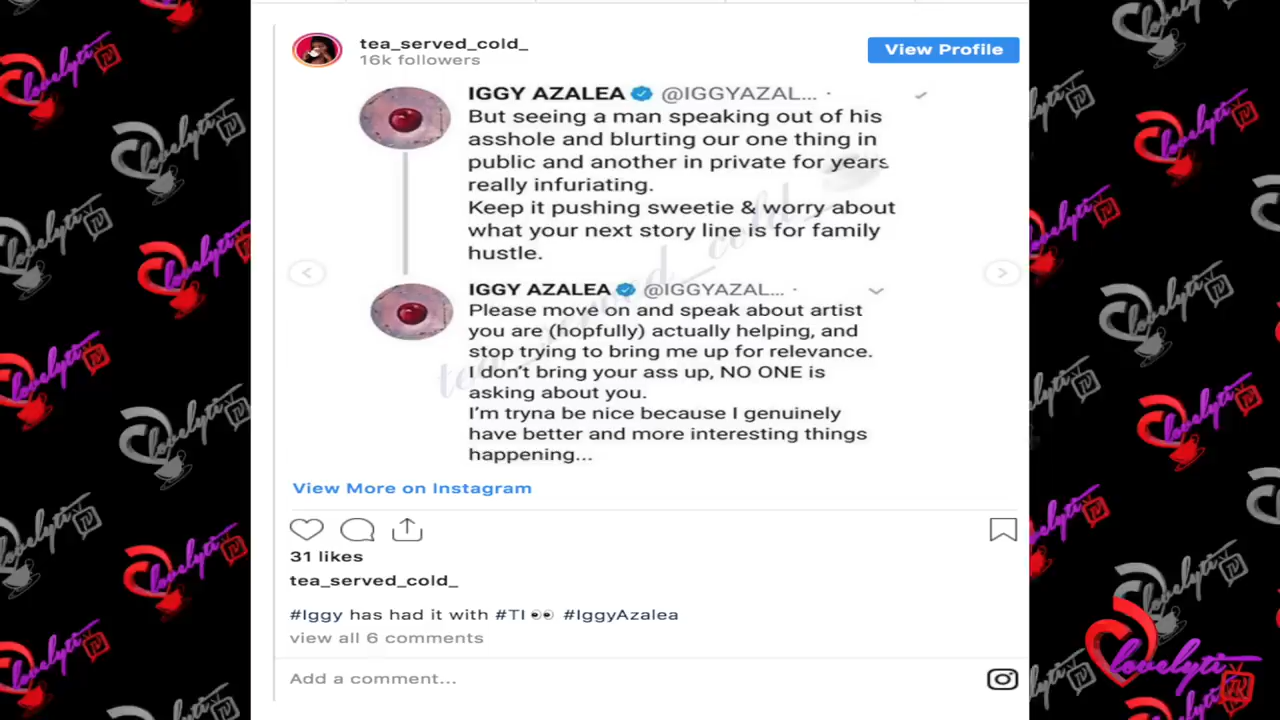 tea_served_cold_
16k followers
View Profile
IGGY AZALEA @IGGYAZAL... ·
But seeing a man speaking out of his
asshole and blurting our one thing in
public and another in private for years
really infuriating.
Keep it pushing sweetie & worry about
what your next story line is for family
hustle.
IGGY AZALEA @IGGYAZAL... ·
Please move on and speak about artist
you are (hopfully) actually helping, and
stop trying to bring me up for relevance.
I don't bring your ass up, NO ONE is
asking about you.
I'm tryna be nice because I genuinely
have better and more interesting things
happening...
tea_served_cold_
View More on Instagram
31 likes
tea_served_cold_
#Iggy has had it with #TI👀 #IggyAzalea
view all 6 comments
Add a comment...
lovelyti
TV